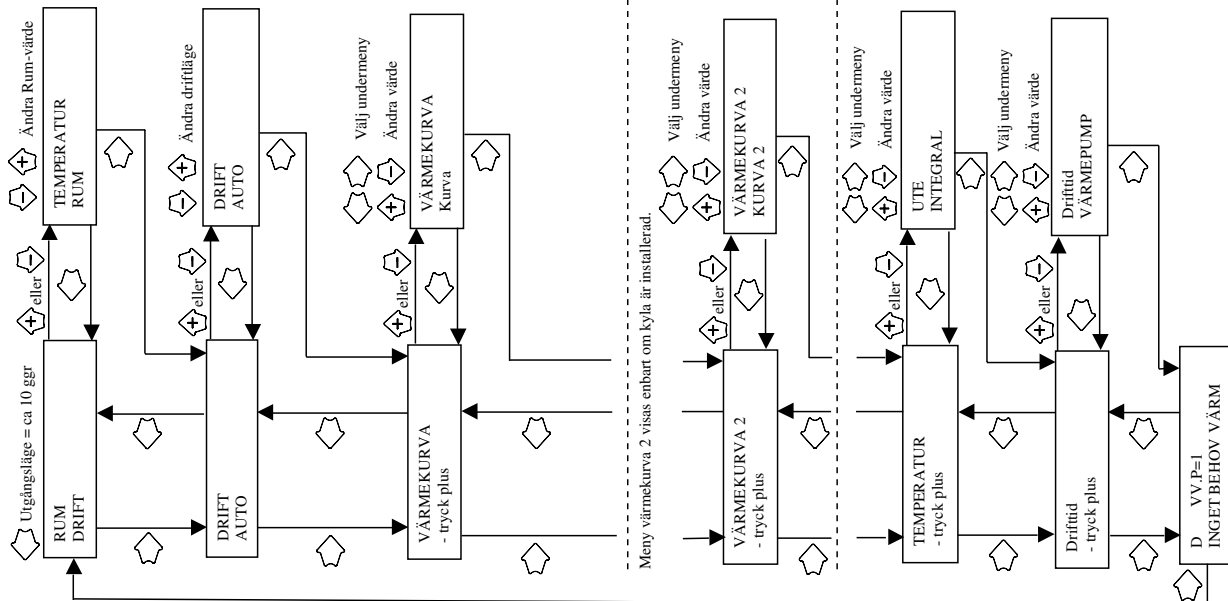 Utgångsläge = ca 10 ggr
RUM
DRIFT
+ eller -
- + Ändra Rum-värde
TEMPERATUR
RUM
DRIFT
AUTO
+ eller -
- + Ändra driftläge
DRIFT
AUTO
VÄRMEKURVA
- tryck plus
+ eller -
Välj undermeny
+ - Ändra värde
VÄRMEKURVA
Kurva
Meny värmekurva 2 visas enbart om kyla är installerad.
VÄRMEKURVA 2
- tryck plus
+ eller -
Välj undermeny
+ - Ändra värde
VÄRMEKURVA 2
KURVA 2
TEMPERATUR
- tryck plus
+ eller -
Välj undermeny
+ - Ändra värde
UTE
INTEGRAL
Drifttid
- tryck plus
+ eller -
Välj undermeny
+ - Ändra värde
Drifttid
VÄRMEPUMP
D VV.P=1
INGET BEHOV VÄRM